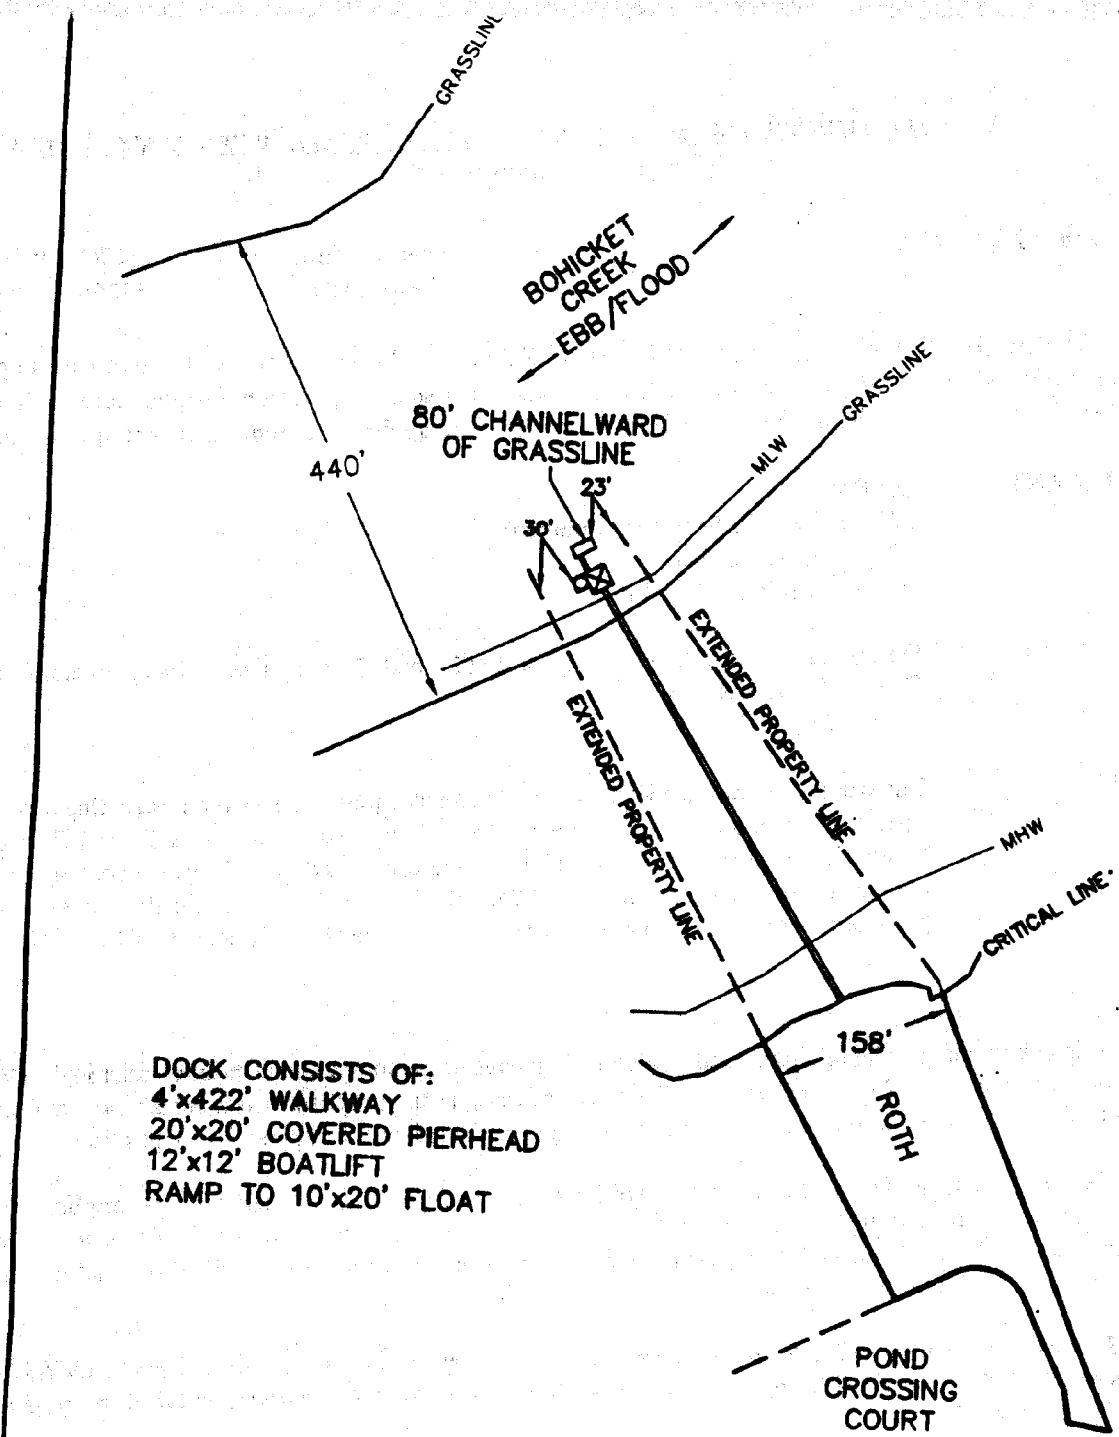 GRASSLINE
BOHICKET
CREEK
EBB/FLOOD
GRASSLINE
80' CHANNELWARD
OF GRASSLINE
MLW
440'
23'
30'
EXTENDED PROPERTY LINE
EXTENDED PROPERTY LINE
MHW
CRITICAL LINE.
158'
DOCK CONSISTS OF:
4'x422' WALKWAY
20'x20' COVERED PIERHEAD
12'x12' BOATLIFT
RAMP TO 10'x20' FLOAT
ROTH
POND
CROSSING
COURT